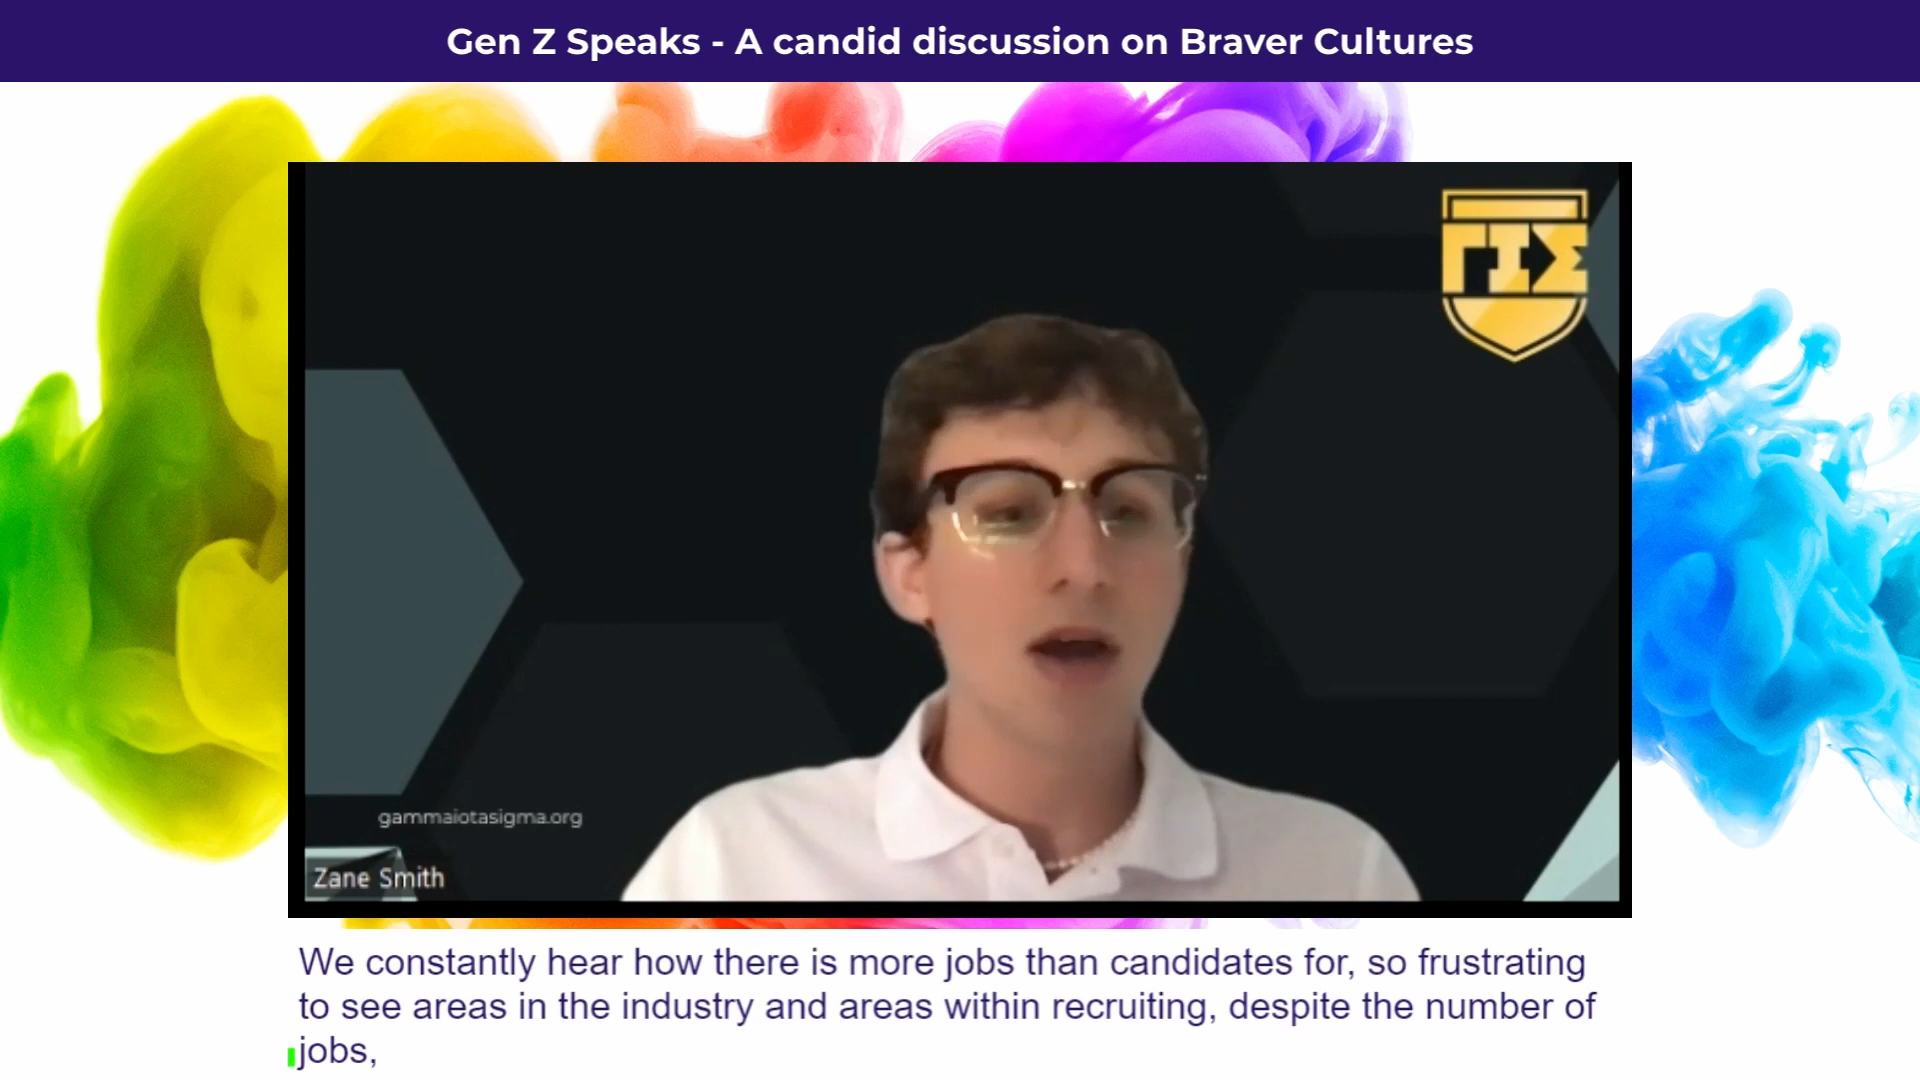 Gen Z Speaks - A candid discussion on Braver Cultures
ΓΙΣ
gammaiotasigma.org
Zane Smith
We constantly hear how there is more jobs than candidates for, so frustrating
to see areas in the industry and areas within recruiting, despite the number of
jobs,